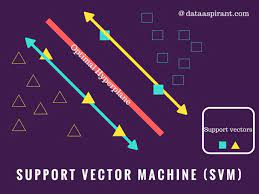 @ dataaspirant.com
Optimal Hyperplane
Support vectors
SUPPORT VECTOR MACHINE (SVM)